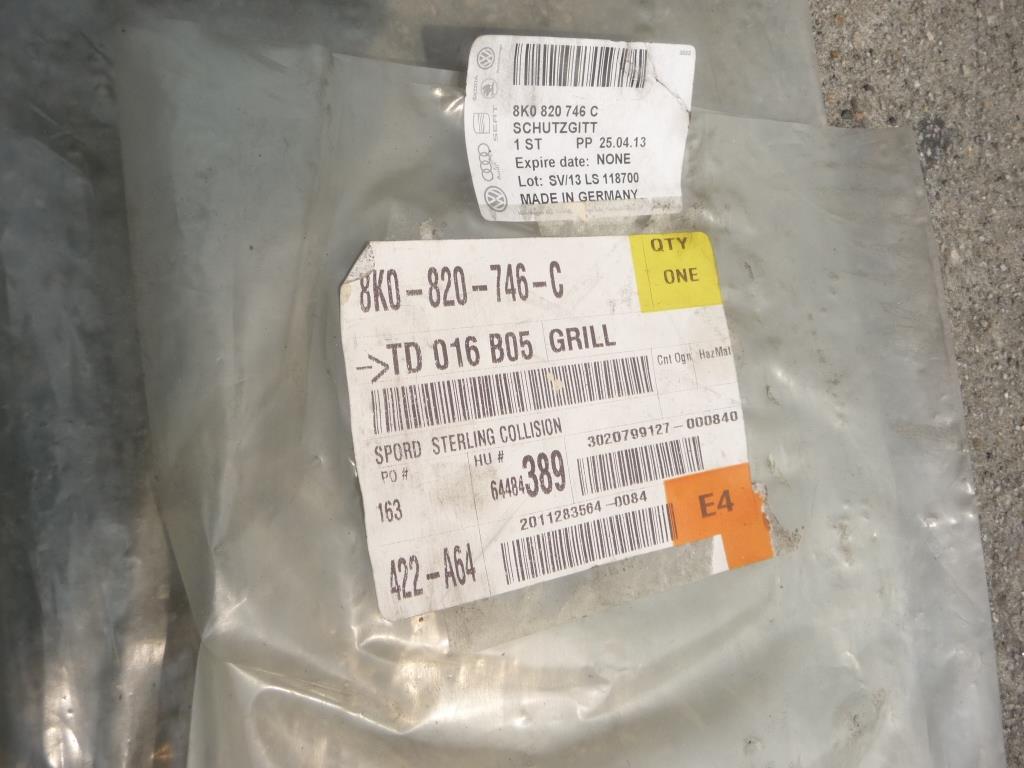 8K0 820 746 C
SCHUTZGITT
1 ST PP 25.04.13
Expire date: NONE
Lot: SV/13 LS 118700
MADE IN GERMANY
SEAT
Audi
8K0-820-746-C
QTY
ONE
->TD 016 B05 GRILL
Cnt Ogn HazMat
SPORD STERLING COLLISION
3020799127-000840
PO #
HU #
163
64484389
2011283564-0084
E4
422-A64